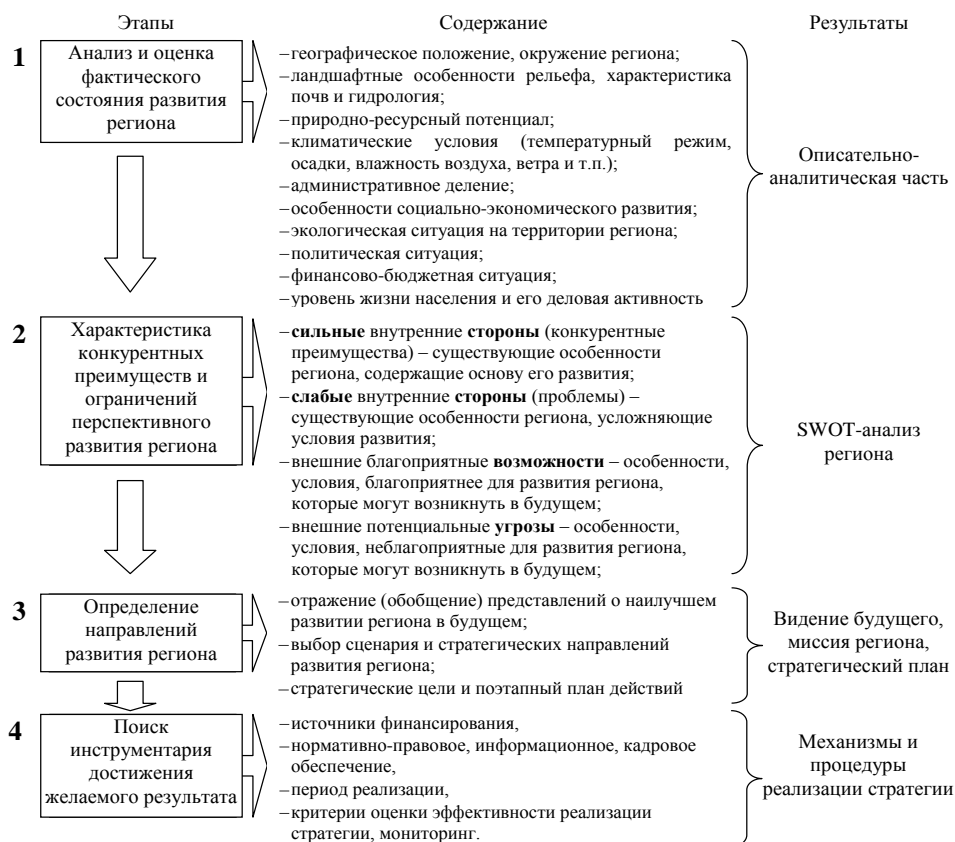 Этапы
Содержание
Результаты
1
Анализ и оценка
фактического
состояния развития
региона
–географическое положение, окружение региона;
–ландшафтные особенности рельефа, характеристика
почв и гидрология;
–природно-ресурсный потенциал;
–климатические условия (температурный режим,
осадки, влажность воздуха, ветра и т.п.);
–административное деление;
–особенности социально-экономического развития;
–экологическая ситуация на территории региона;
–политическая ситуация;
–финансово-бюджетная ситуация;
–уровень жизни населения и его деловая активность
Описательно-
аналитическая часть
2
Характеристика
конкурентных
преимуществ и
ограничений
перспективного
развития региона
–сильные внутренние стороны (конкурентные
преимущества) – существующие особенности
региона, содержащие основу его развития;
–слабые внутренние стороны (проблемы) –
существующие особенности региона, усложняющие
условия развития;
–внешние благоприятные возможности – особенности,
условия, благоприятнее для развития региона,
которые могут возникнуть в будущем;
–внешние потенциальные угрозы – особенности,
условия, неблагоприятные для развития региона,
которые могут возникнуть в будущем;
SWOT-анализ
региона
3
Определение
направлений
развития региона
–отражение (обобщение) представлений о наилучшем
развитии региона в будущем;
–выбор сценария и стратегических направлений
развития региона;
–стратегические цели и поэтапный план действий
Видение будущего,
миссия региона,
стратегический план
4
Поиск
инструментария
достижения
желаемого результата
–источники финансирования,
–нормативно-правовое, информационное, кадровое
обеспечение,
–период реализации,
–критерии оценки эффективности реализации
стратегии, мониторинг.
Механизмы и
процедуры
реализации стратегии